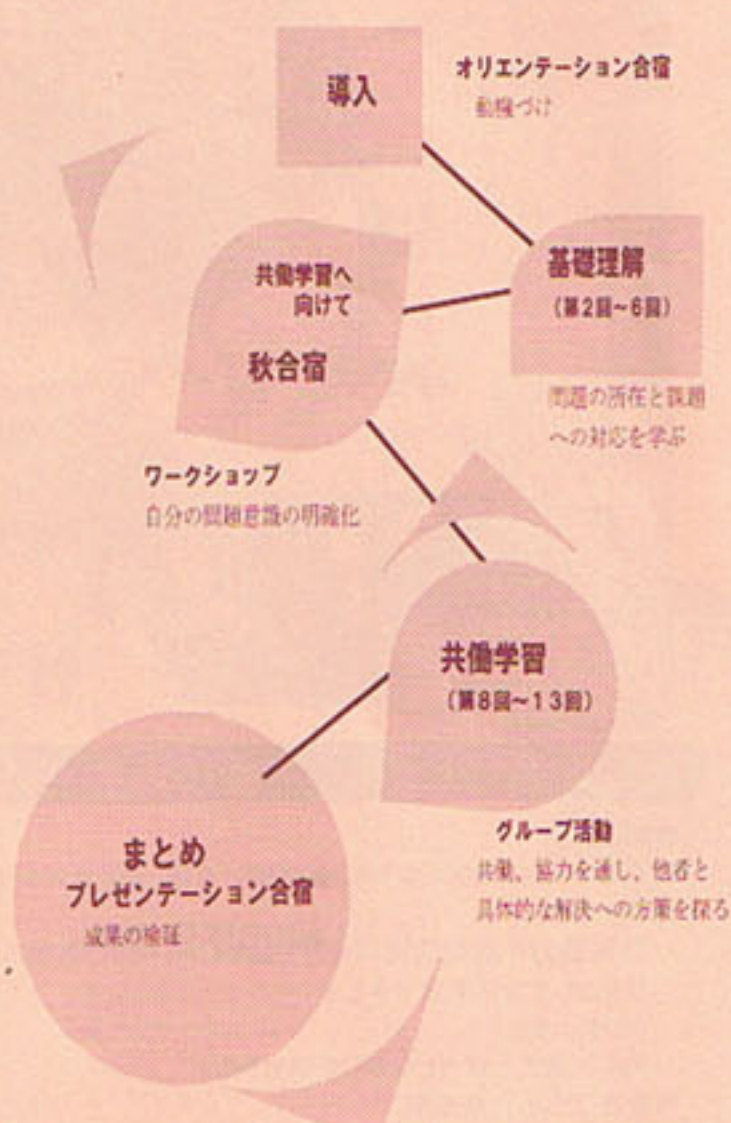 導入
オリエンテーション合宿
動機づけ
基礎理解
(第2回~6回)
問題の所在と課題
への対応を学ぶ
共働学習へ
向けて
秋合宿
ワークショップ
自分の問題意識の明確化
共働学習
(第8回~13回)
グループ活動
共働、協力を通し、他者と
具体的な解決への方策を探る
まとめ
プレゼンテーション合宿
成果の検証